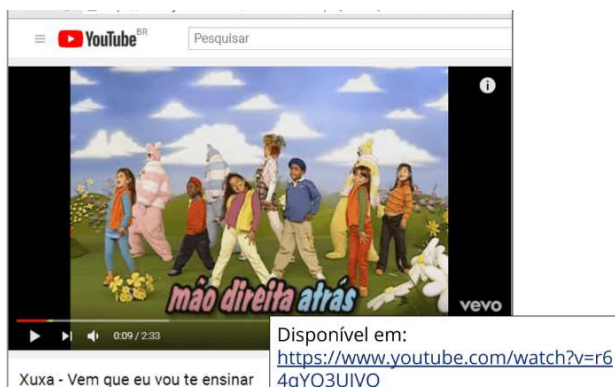 YouTube BR
Pesquisar
mão direita atrás
vevo
0:09 / 2:33
Xuxa - Vem que eu vou te ensinar
Disponível em:
https://www.youtube.com/watch?v=r6
4gYO3UIVO